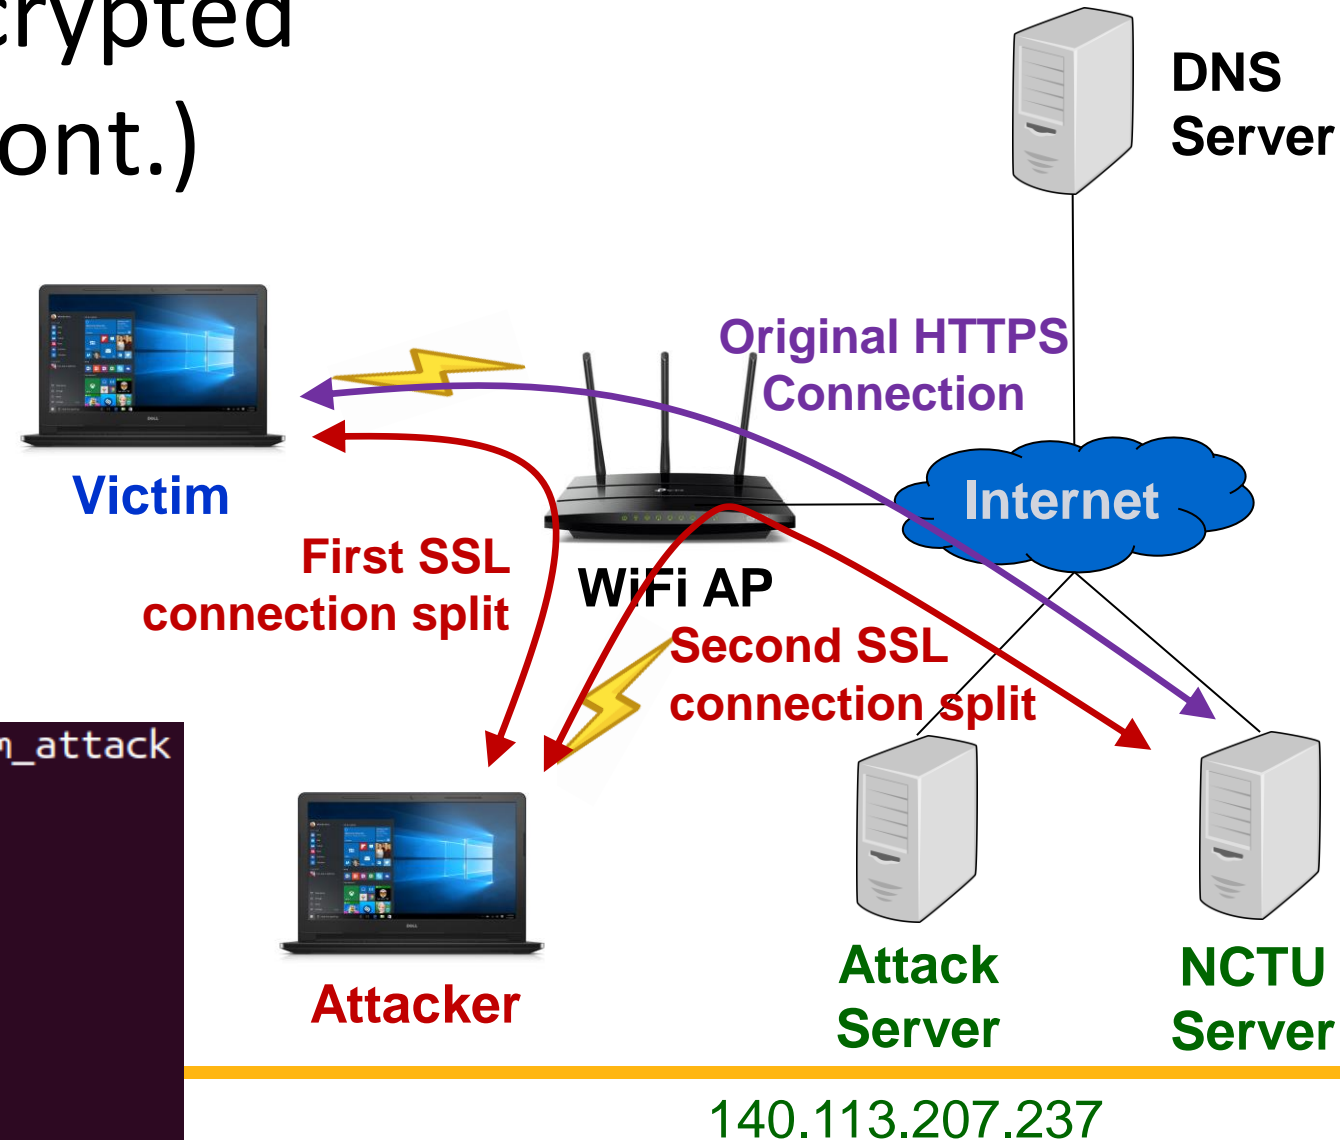 crypted
ont.)
DNS
Server
Original HTTPS
Connection
Victim
Internet
First SSL
connection split
WiFi AP
Second SSL
connection split
_attack
Attacker
Attack
Server
NCTU
Server
140.113.207.237